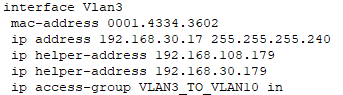 interface Vlan3
mac-address 0001.4334.3602
ip address 192.168.30.17 255.255.255.240
ip helper-address 192.168.108.179
ip helper-address 192.168.30.179
ip access-group VLAN3_TO_VLAN10 in